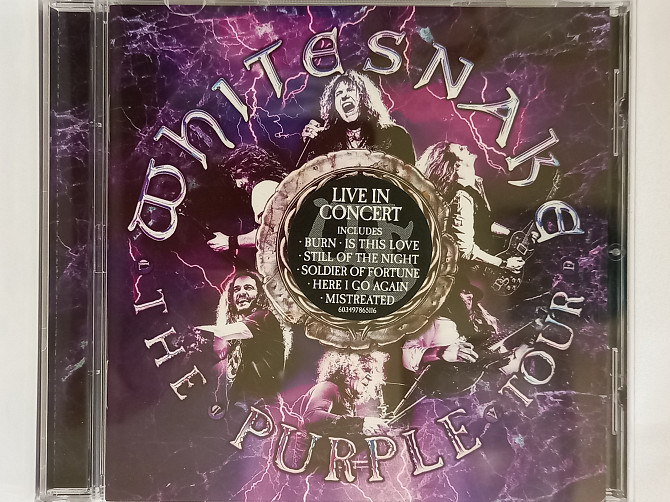 WHITESNAKE
LIVE IN
CONCERT
INCLUDES
· BURN · IS THIS LOVE
· STILL OF THE NIGHT
· SOLDIER OF FORTUNE
· HERE I GO AGAIN
· MISTREATED
603497865116
THE PURPLE TOUR